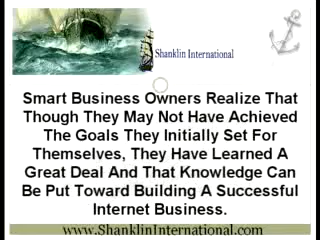 Shanklin International
Smart Business Owners Realize That
Though They May Not Have Achieved
The Goals They Initially Set For
Themselves, They Have Learned A
Great Deal And That Knowledge Can
Be Put Toward Building A Successful
Internet Business.
www.ShanklinInternational.com